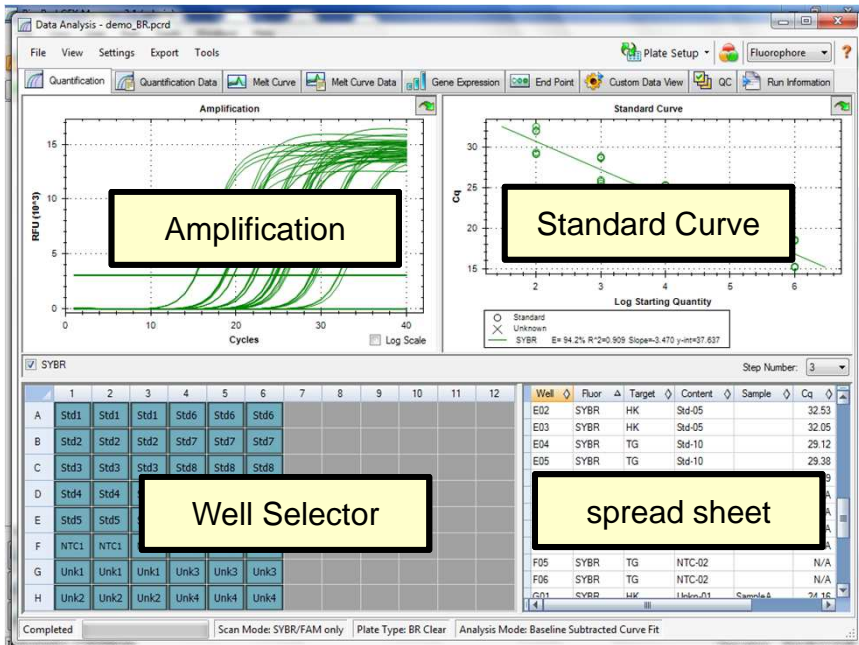 Data Analysis - demo_BR.pcrd
File View Settings Export Tools Plate Setup Fluorophore ?
Quantification Quantification Data Melt Curve Melt Curve Data Gene Expression End Point Custom Data View QC Run Information
Amplification
RFU (10^3)
15
10
5
0
0 10 20 30 40
Cycles
Log Scale
Amplification
Standard Curve
Cq
30
25
20
15
2 3 4 5 6
Log Starting Quantity
Standard
Unknown
SYBR E= 94.2% R^2=0.909 Slope=-3.470 y-int=37.637
Standard Curve
SYBR Step Number: 3
1 2 3 4 5 6 7 8 9 10 11 12
A Std1 Std1 Std1 Std6 Std6 Std6
B Std2 Std2 Std2 Std7 Std7 Std7
C Std3 Std3 Std3 Std8 Std8 Std8
D Std4 Std4
E Std5 Std5
F NTC1 NTC1
G Unk1 Unk1 Unk1 Unk3 Unk3 Unk3
H Unk2 Unk2 Unk2 Unk4 Unk4 Unk4
Well Selector
Well Fluor Target Content Sample Cq
E02 SYBR HK Std-05 32.53
E03 SYBR HK Std-05 32.05
E04 SYBR TG Std-10 29.12
E05 SYBR TG Std-10 29.38
spread sheet
F05 SYBR TG NTC-02 N/A
F06 SYBR TG NTC-02 N/A
G01 SYBR HK Unkn-01 Sample A 24.16
Completed Scan Mode: SYBR/FAM only Plate Type: BR Clear Analysis Mode: Baseline Subtracted Curve Fit